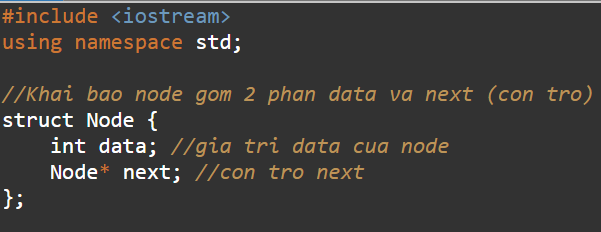 #include <iostream>
using namespace std;
//Khai bao node gom 2 phan data va next (con tro)
struct Node {
    int data; //gia tri data cua node
    Node* next; //con tro next
};